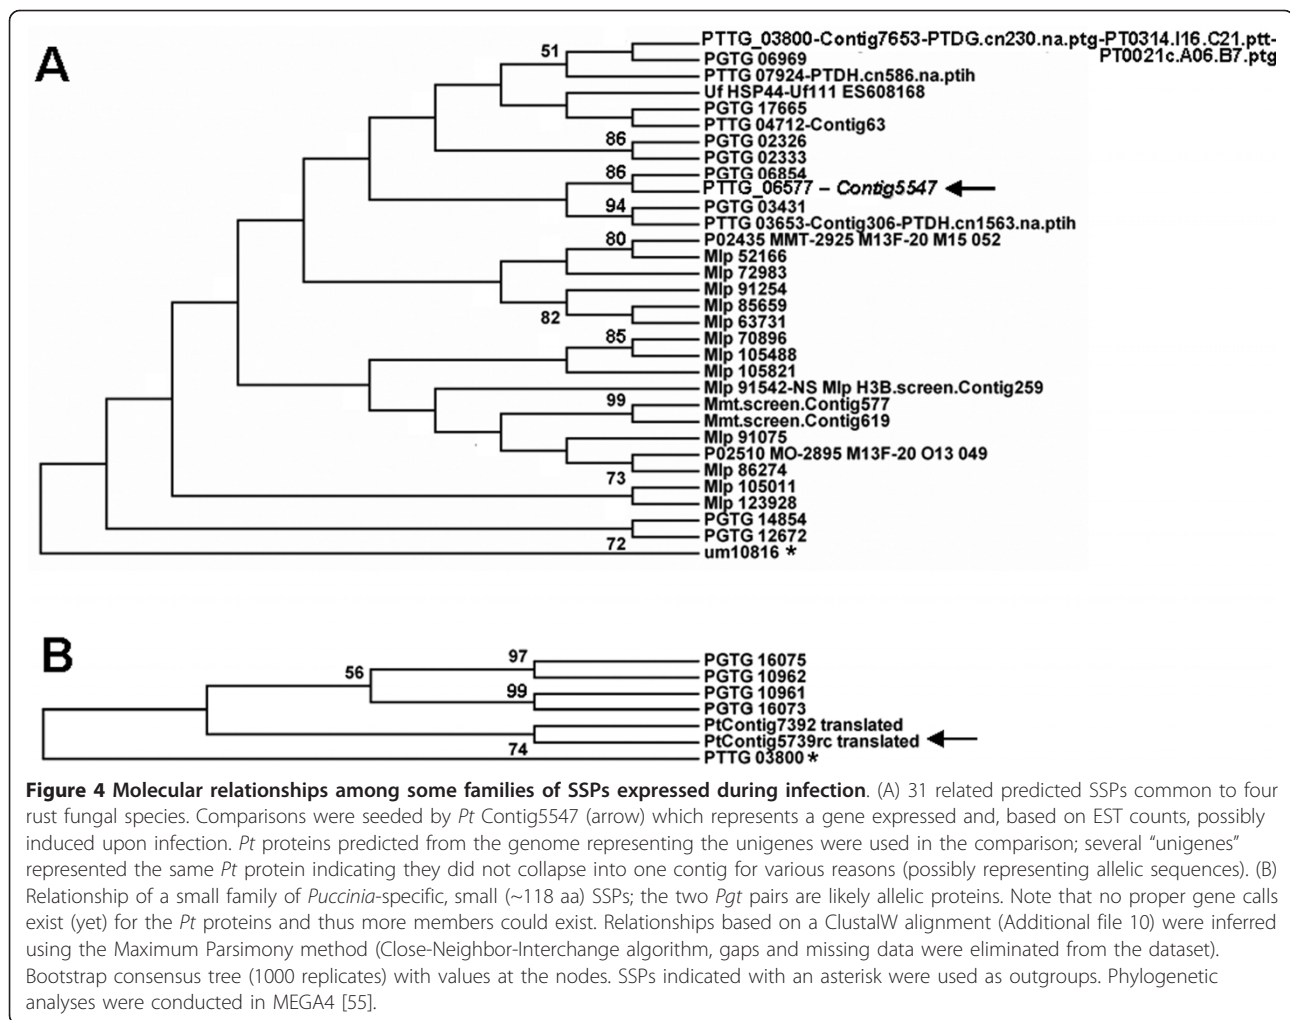 A
PTTG_03800-Contig7653-PTDG.cn230.na.ptg-PT0314.I16.C21.ptt-
PT0021c.A06.B7.ptg
51
PGTG 06969
PTTG 07924-PTDH.cn586.na.ptih
Uf HSP44-Uf111 ES608168
PGTG 17665
PTTG 04712-Contig63
86
PGTG 02326
PGTG 02333
86
PGTG 06854
PTTG_06577 – Contig5547
94
PGTG 03431
PTTG 03653-Contig306-PTDH.cn1563.na.ptih
80
P02435 MMT-2925 M13F-20 M15 052
Mlp 52166
Mlp 72983
Mlp 91254
82
Mlp 85659
Mlp 63731
85
Mlp 70896
Mlp 105488
Mlp 105821
Mlp 91542-NS Mlp H3B.screen.Contig259
99
Mmt.screen.Contig577
Mmt.screen.Contig619
Mlp 91075
P02510 MO-2895 M13F-20 O13 049
73
Mlp 86274
Mlp 105011
Mlp 123928
PGTG 14854
72
PGTG 12672
um10816 *
B
56
97
PGTG 16075
PGTG 10962
99
PGTG 10961
PGTG 16073
PtContig7392 translated
74
PtContig5739rc translated
PTTG 03800 *
Figure 4 Molecular relationships among some families of SSPs expressed during infection. (A) 31 related predicted SSPs common to four
rust fungal species. Comparisons were seeded by Pt Contig5547 (arrow) which represents a gene expressed and, based on EST counts, possibly
induced upon infection. Pt proteins predicted from the genome representing the unigenes were used in the comparison; several “unigenes”
represented the same Pt protein indicating they did not collapse into one contig for various reasons (possibly representing allelic sequences). (B)
Relationship of a small family of Puccinia-specific, small (~118 aa) SSPs; the two Pgt pairs are likely allelic proteins. Note that no proper gene calls
exist (yet) for the Pt proteins and thus more members could exist. Relationships based on a ClustalW alignment (Additional file 10) were inferred
using the Maximum Parsimony method (Close-Neighbor-Interchange algorithm, gaps and missing data were eliminated from the dataset).
Bootstrap consensus tree (1000 replicates) with values at the nodes. SSPs indicated with an asterisk were used as outgroups. Phylogenetic
analyses were conducted in MEGA4 [55].